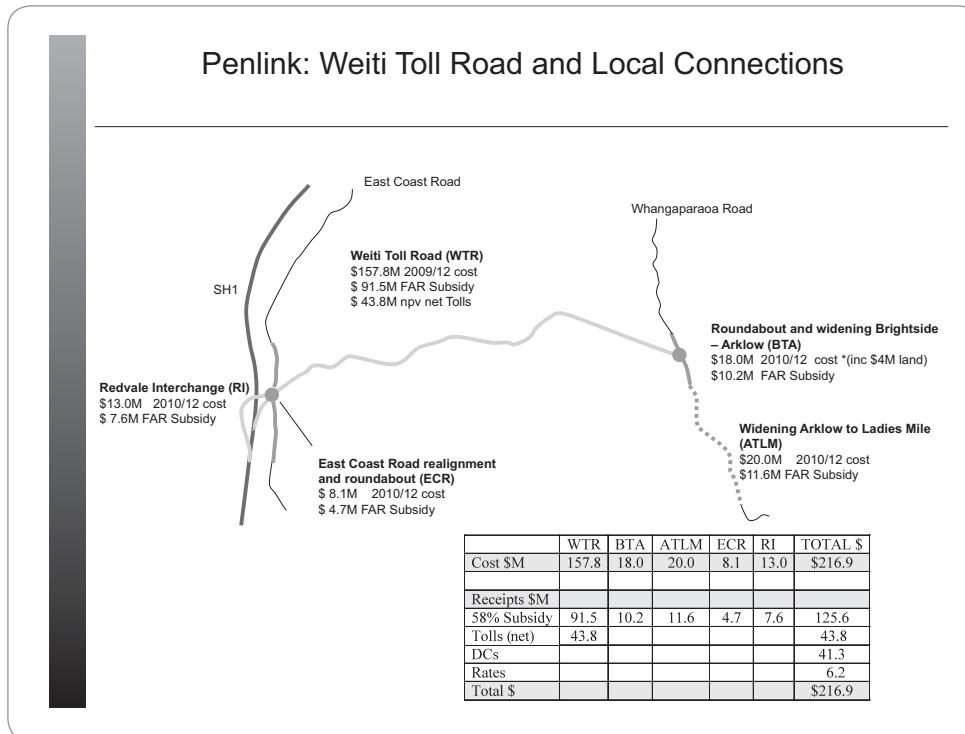 Penlink: Weiti Toll Road and Local Connections
East Coast Road
Whangaparaoa Road
SH1
Weiti Toll Road (WTR)
$157.8M 2009/12 cost
$ 91.5M FAR Subsidy
$ 43.8M npv net Tolls
Roundabout and widening Brightside
– Arklow (BTA)
$18.0M 2010/12 cost *(inc $4M land)
$10.2M FAR Subsidy
Redvale Interchange (RI)
$13.0M 2010/12 cost
$ 7.6M FAR Subsidy
Widening Arklow to Ladies Mile
(ATLM)
$20.0M 2010/12 cost
$11.6M FAR Subsidy
East Coast Road realignment
and roundabout (ECR)
$ 8.1M 2010/12 cost
$ 4.7M FAR Subsidy
WTR BTA ATLM ECR RI TOTAL $
Cost $M 157.8 18.0 20.0 8.1 13.0 $216.9
Receipts $M
58% Subsidy 91.5 10.2 11.6 4.7 7.6 125.6
Tolls (net) 43.8 43.8
DCs 41.3
Rates 6.2
Total $ $216.9